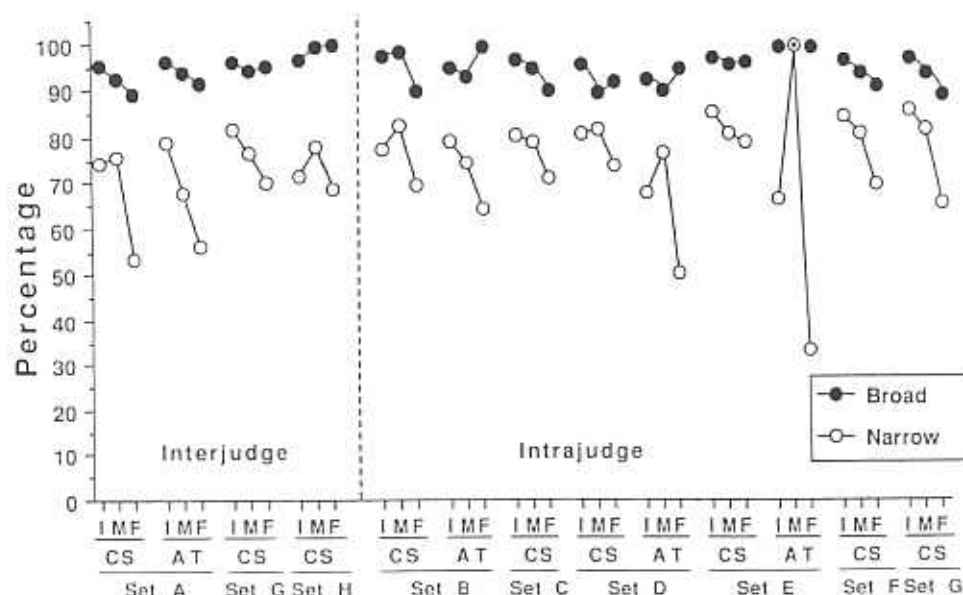 Percentage
100
90
80
70
60
50
40
30
20
10
0
Interjudge
Intrajudge
Broad
Narrow
I M F I M F I M F I M F I M F I M F I M F I M F I M F I M F I M F I M F I M F
CS AT CS CS CS AT CS CS AT CS AT CS CS
Set A Set G Set H Set B Set C Set D Set E Set F Set G